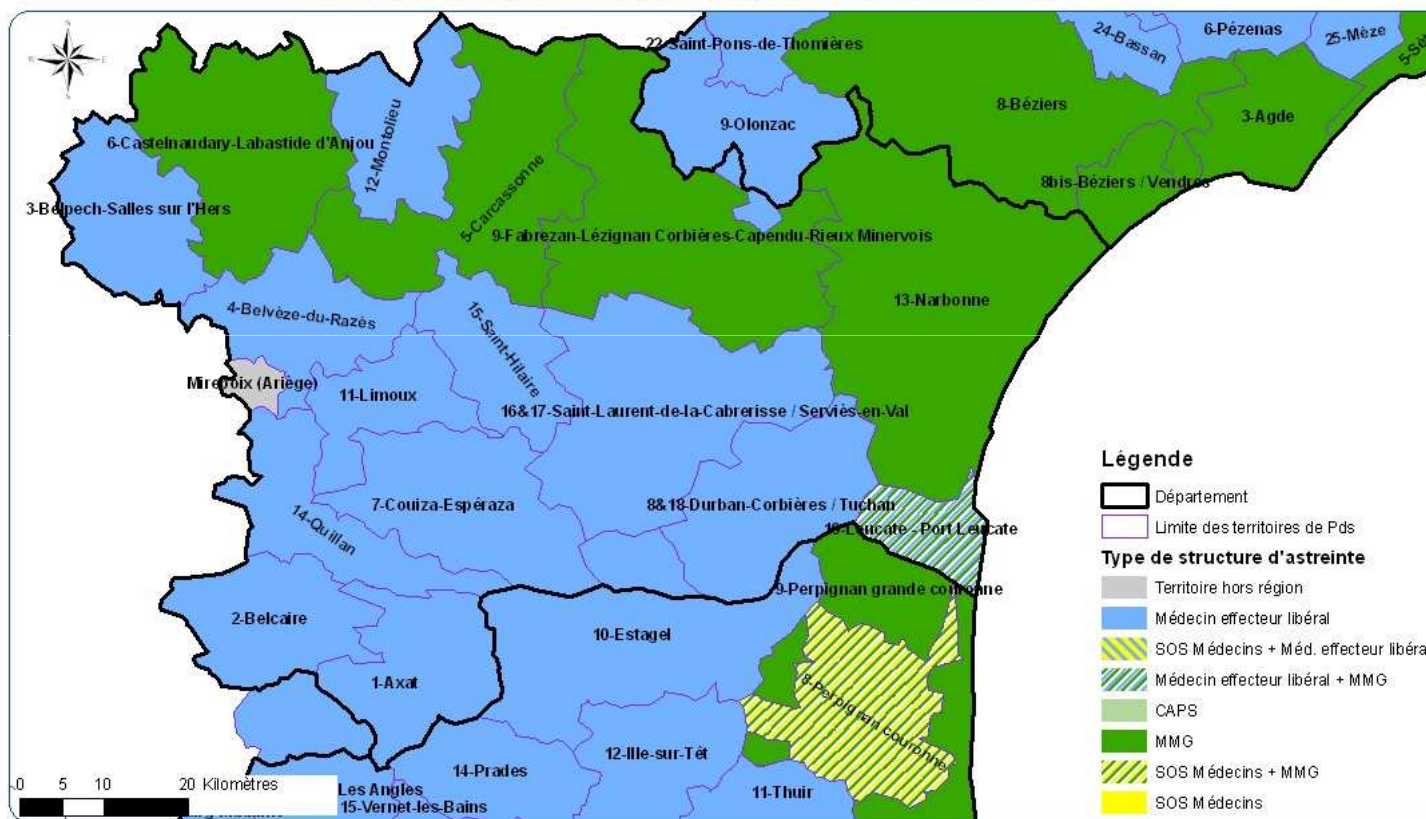 N
E
S
22-Saint-Pons-de-Thomières
24-Bassan
6-Pézenas
25-Mèze
8-Béziers
3-Agde
9-Olonzac
6-Castelnaudary-Labastide d'Anjou
12-Montolieu
5-Carcassonne
8bis-Béziers / Vendres
3-Belpech-Salles sur l'Hers
9-Fabrezan-Lézignan Corbières-Capendu-Rieux Minervois
13-Narbonne
4-Belvèze-du-Razès
15-Saint-Hilaire
Mirepoix (Ariège)
11-Limoux
16&17-Saint-Laurent-de-la-Cabrerisse / Serviès-en-Val
7-Couiza-Espéraza
8&18-Durban-Corbières / Tuchan
14-Quillan
10-Leucate - Port Leucate
9-Perpignan grande couronne
2-Belcaire
10-Estagel
1-Axat
8-Perpignan couronne
12-Ille-sur-Têt
14-Prades
11-Thuir
Les Angles
15-Vernet-les-Bains
0 5 10 20 Kilomètres
Légende
Département
Limite des territoires de Pds
Type de structure d'astreinte
Territoire hors région
Médecin effecteur libéral
SOS Médecins + Méd. effecteur libéra
Médecin effecteur libéral + MMG
CAPS
MMG
SOS Médecins + MMG
SOS Médecins